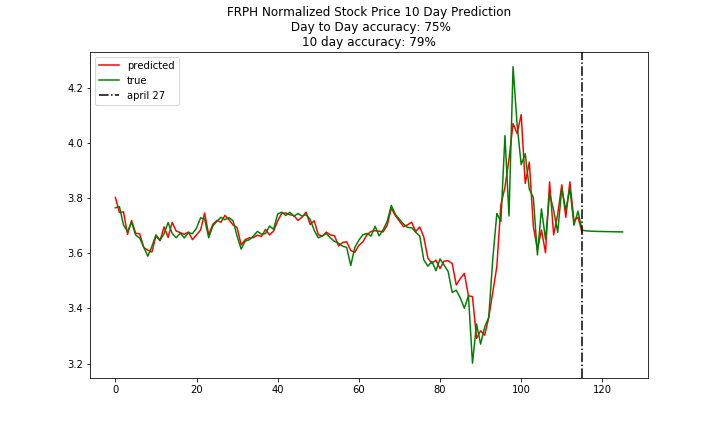 FRPH Normalized Stock Price 10 Day Prediction
Day to Day accuracy: 75%
10 day accuracy: 79%
predicted
true
april 27
4.2
4.0
3.8
3.6
3.4
3.2
0 20 40 60 80 100 120